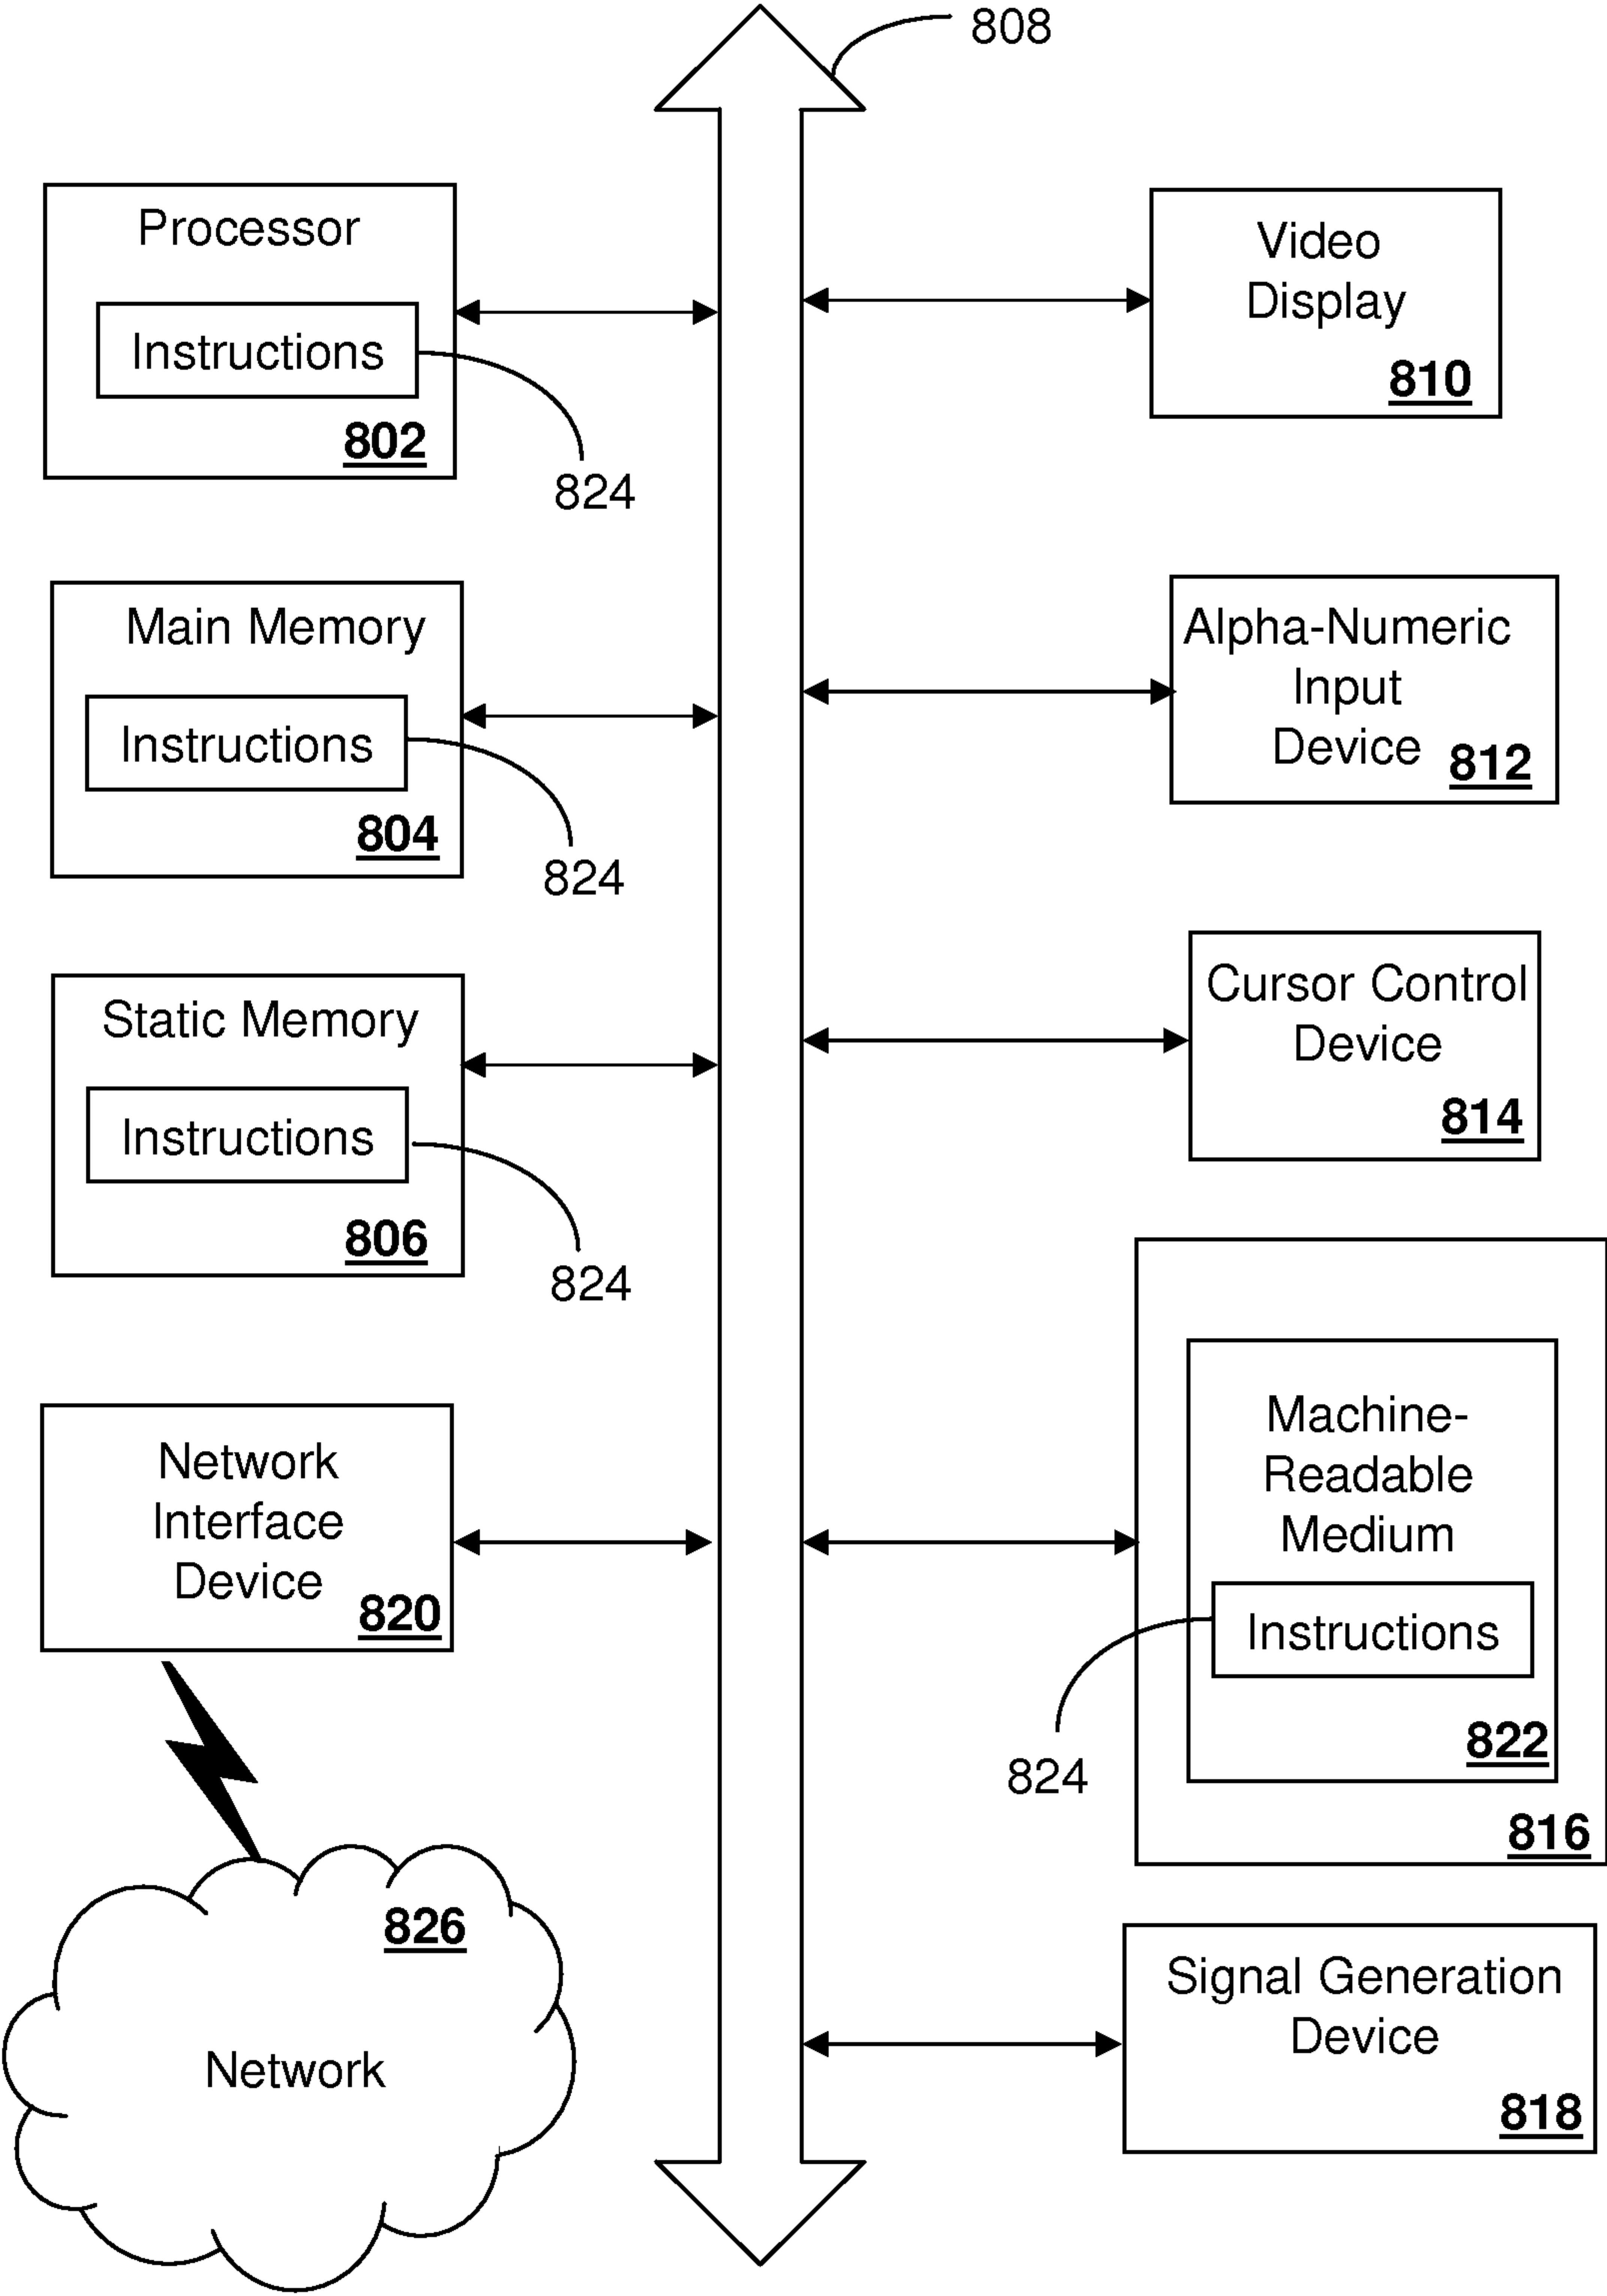 808
Processor
Instructions
802
824
Main Memory
Instructions
804
824
Static Memory
Instructions
806
824
Network
Interface
Device
820
826
Network
Video
Display
810
Alpha-Numeric
Input
Device
812
Cursor Control
Device
814
Machine-
Readable
Medium
Instructions
822
824
816
Signal Generation
Device
818